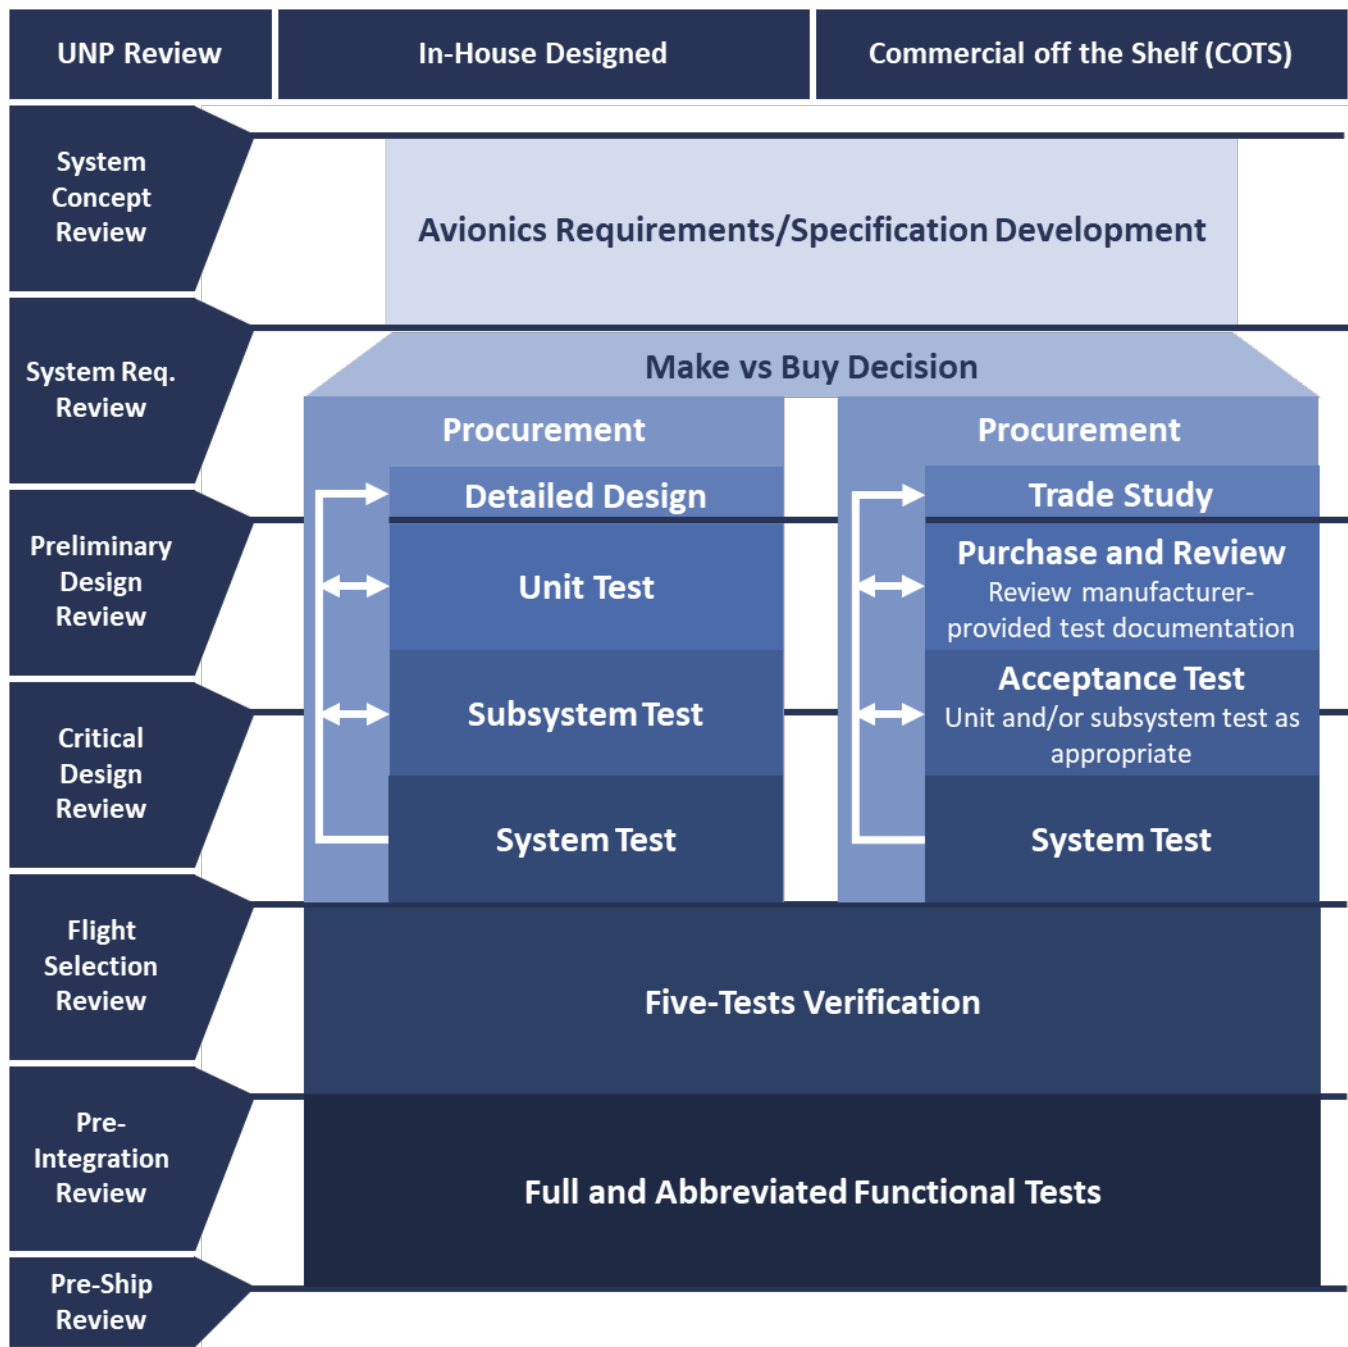 UNP Review
In-House Designed
Commercial off the Shelf (COTS)
System
Concept
Review
Avionics Requirements/Specification Development
System Req.
Review
Make vs Buy Decision
Procurement
Procurement
Detailed Design
Trade Study
Preliminary
Design
Review
Unit Test
Purchase and Review
Review manufacturer-
provided test documentation
Subsystem Test
Acceptance Test
Unit and/or subsystem test as
appropriate
Critical
Design
Review
System Test
System Test
Flight
Selection
Review
Five-Tests Verification
Pre-
Integration
Review
Full and Abbreviated Functional Tests
Pre-Ship
Review